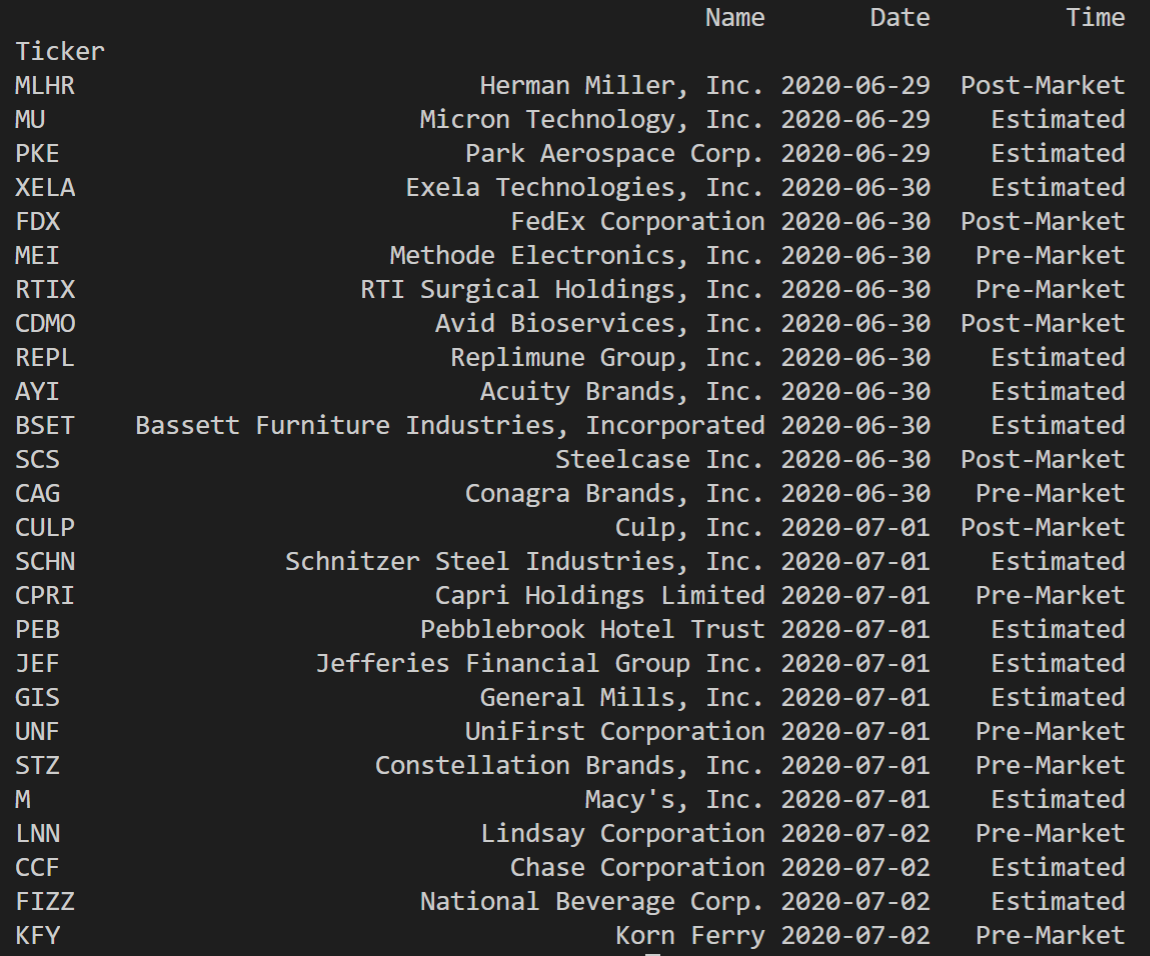 Name Date Time
Ticker
MLHR Herman Miller, Inc. 2020-06-29 Post-Market
MU Micron Technology, Inc. 2020-06-29 Estimated
PKE Park Aerospace Corp. 2020-06-29 Estimated
XELA Exela Technologies, Inc. 2020-06-30 Estimated
FDX FedEx Corporation 2020-06-30 Post-Market
MEI Methode Electronics, Inc. 2020-06-30 Pre-Market
RTIX RTI Surgical Holdings, Inc. 2020-06-30 Pre-Market
CDMO Avid Bioservices, Inc. 2020-06-30 Post-Market
REPL Replimune Group, Inc. 2020-06-30 Estimated
AYI Acuity Brands, Inc. 2020-06-30 Estimated
BSET Bassett Furniture Industries, Incorporated 2020-06-30 Estimated
SCS Steelcase Inc. 2020-06-30 Post-Market
CAG Conagra Brands, Inc. 2020-06-30 Pre-Market
CULP Culp, Inc. 2020-07-01 Post-Market
SCHN Schnitzer Steel Industries, Inc. 2020-07-01 Estimated
CPRI Capri Holdings Limited 2020-07-01 Pre-Market
PEB Pebblebrook Hotel Trust 2020-07-01 Estimated
JEF Jefferies Financial Group Inc. 2020-07-01 Estimated
GIS General Mills, Inc. 2020-07-01 Estimated
UNF UniFirst Corporation 2020-07-01 Pre-Market
STZ Constellation Brands, Inc. 2020-07-01 Pre-Market
M Macy's, Inc. 2020-07-01 Estimated
LNN Lindsay Corporation 2020-07-02 Pre-Market
CCF Chase Corporation 2020-07-02 Estimated
FIZZ National Beverage Corp. 2020-07-02 Estimated
KFY Korn Ferry 2020-07-02 Pre-Market